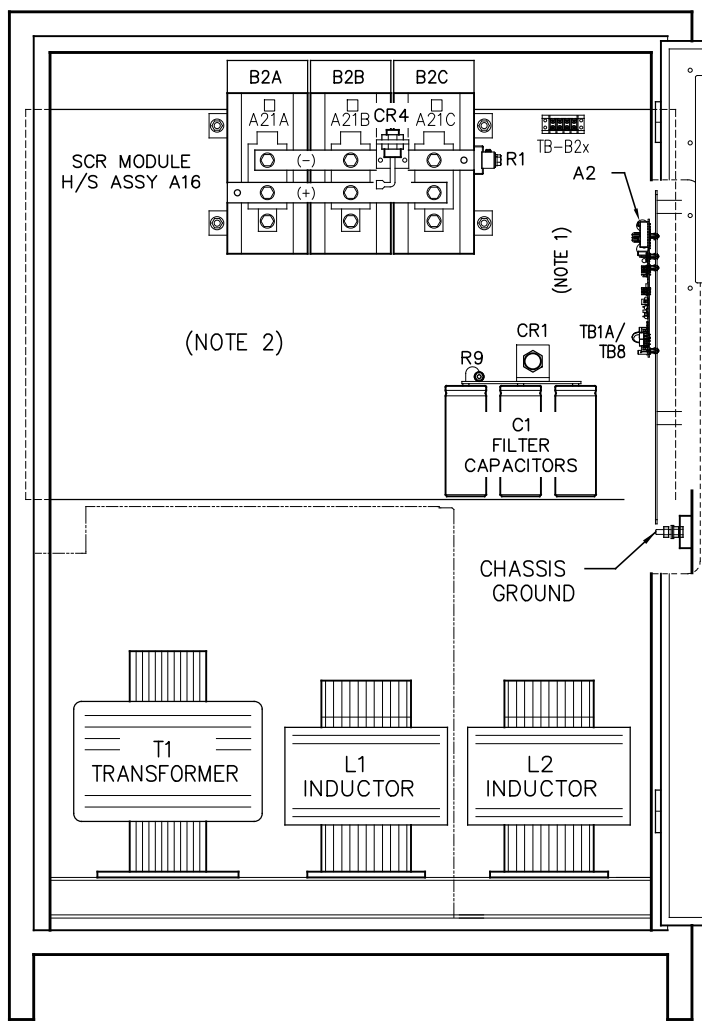 B2A B2B B2C
A21A A21B CR4 A21C
SCR MODULE
H/S ASSY A16
(-)
(+)
R1
TB-B2x
A2
(NOTE 1)
(NOTE 2)
TB1A/
TB8
CR1
R9
C1
FILTER
CAPACITORS
CHASSIS
GROUND
T1
TRANSFORMER
L1
INDUCTOR
L2
INDUCTOR